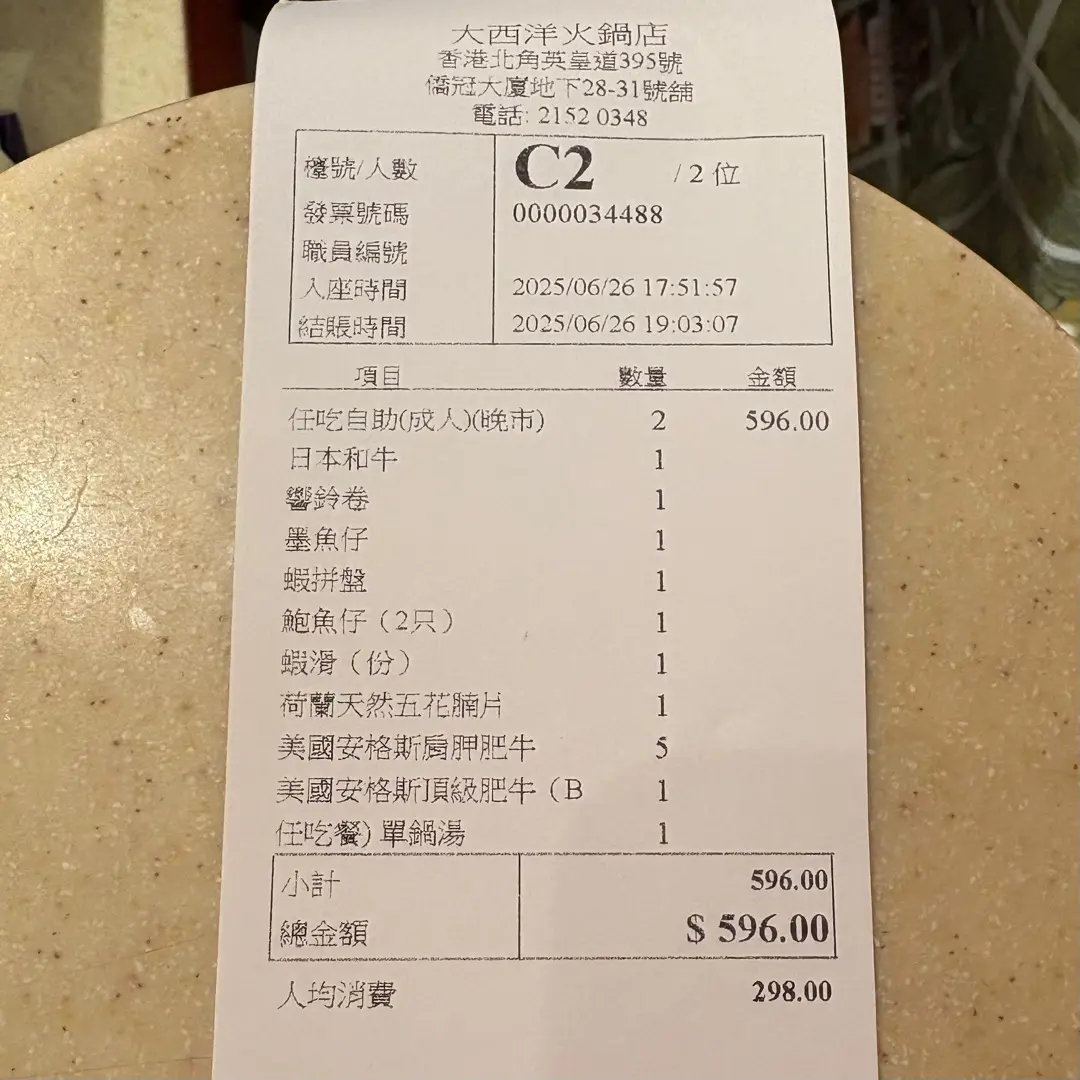 大西洋火鍋店
香港北角英皇道395號
僑冠大廈地下28-31號舖
電話: 2152 0348
檯號/人數 C2 / 2 位
發票號碼 0000034488
職員編號
入座時間 2025/06/26 17:51:57
結賬時間 2025/06/26 19:03:07
項目 數量 金額
任吃自助(成人)(晚市) 2 596.00
日本和牛 1
響鈴卷 1
墨魚仔 1
蝦拼盤 1
鮑魚仔（2只） 1
蝦滑（份） 1
荷蘭天然五花腩片 1
美國安格斯肩胛肥牛 5
美國安格斯頂級肥牛（B 1
任吃餐) 單鍋湯 1
小計 596.00
總金額 $ 596.00
人均消費 298.00